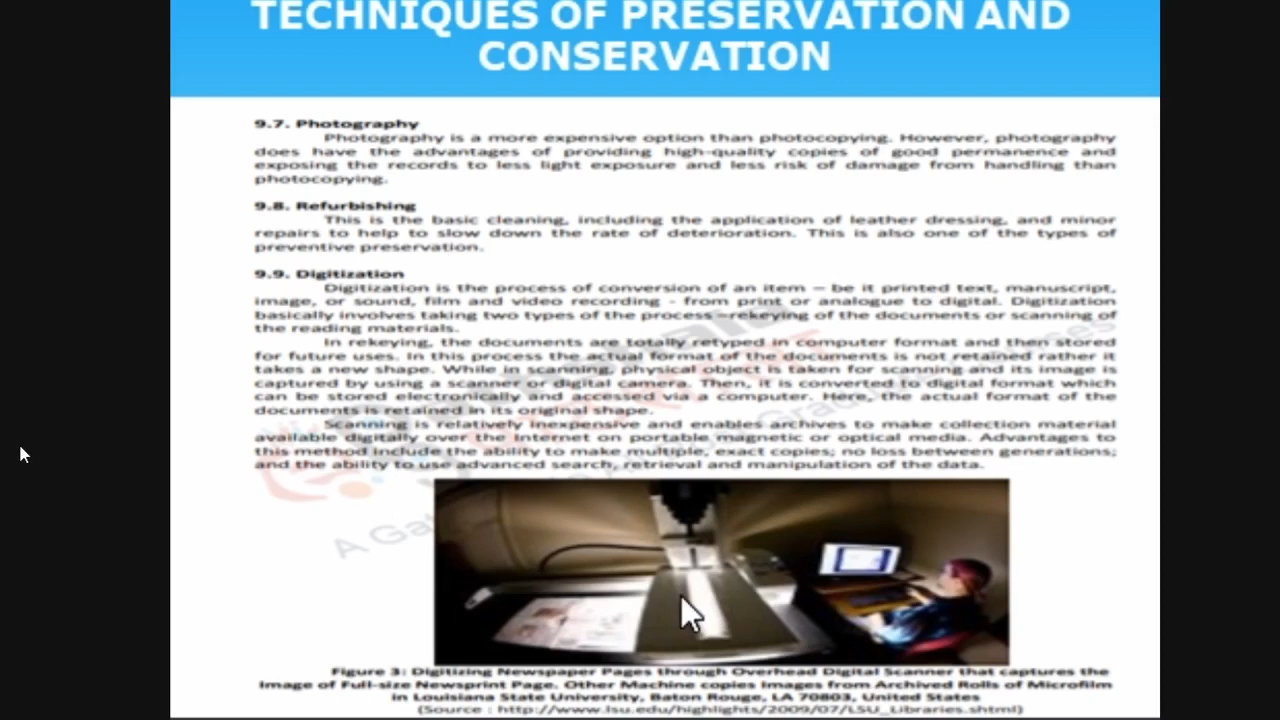 TECHNIQUES OF PRESERVATION AND
CONSERVATION
9.7. Photography
Photography is a more expensive option than photocopying. However, photography
does have the advantages of providing high-quality copies of good permanence and
exposing the records to less light exposure and less risk of damage from handling than
photocopying.
9.8. Refurbishing
This is the basic cleaning, including the application of leather dressing, and minor
repairs to help to slow down the rate of deterioration. This is also one of the types of
preventive preservation.
9.9. Digitization
Digitization is the process of conversion of an item – be it printed text, manuscript,
image, or sound, film and video recording - from print or analogue to digital. Digitization
basically involves taking two types of the process –rekeying of the documents or scanning of
the reading materials.
In rekeying, the documents are totally retyped in computer format and then stored
for future uses. In this process the actual format of the documents is not retained rather it
takes a new shape. While in scanning, physical object is taken for scanning and its image is
captured by using a scanner or digital camera. Then, it is converted to digital format which
can be stored electronically and accessed via a computer. Here, the actual format of the
documents is retained in its original shape.
Scanning is relatively inexpensive and enables archives to make collection material
available digitally over the Internet on portable magnetic or optical media. Advantages to
this method include the ability to make multiple, exact copies; no loss between generations;
and the ability to use advanced search, retrieval and manipulation of the data.
Figure 3: Digitizing Newspaper Pages through Overhead Digital Scanner that captures the
Image of Full-size Newsprint Page. Other Machine copies Images from Archived Rolls of Microfilm
in Louisiana State University, Baton Rouge, LA 70803, United States
(Source : http://www.lsu.edu/highlights/2009/07/LSU_Libraries.shtml)